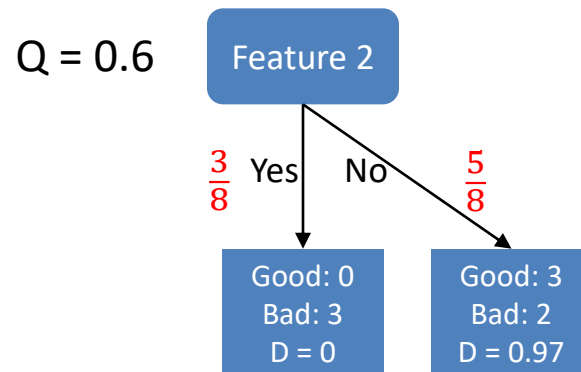 Q = 0.6
Feature 2
3/8 Yes No 5/8
Good: 0
Bad: 3
D = 0
Good: 3
Bad: 2
D = 0.97